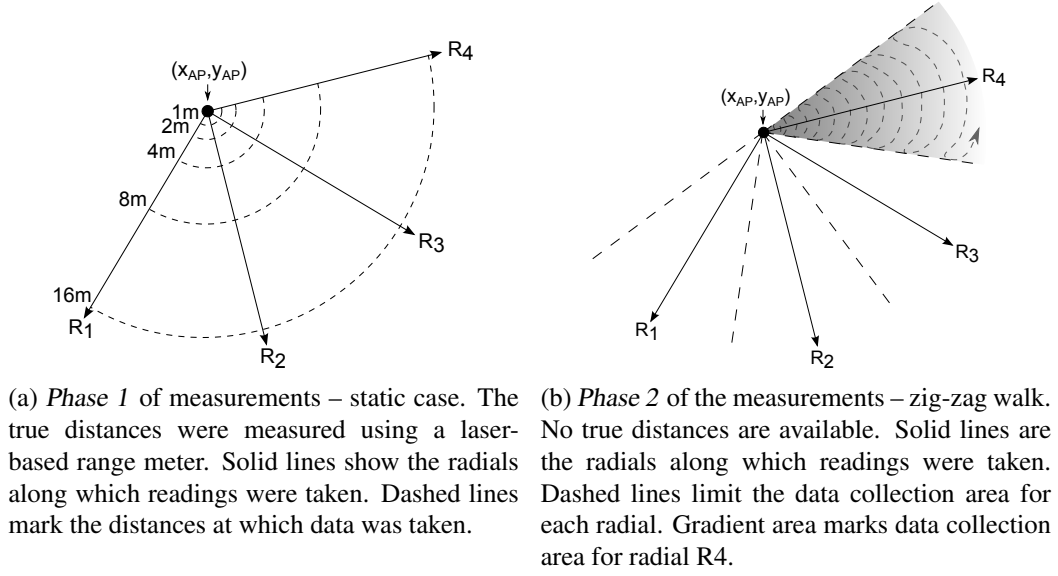 (xAP,yAP)
1m
2m
4m
8m
16m
R1
R2
R3
R4
(a) Phase 1 of measurements – static case. The
true distances were measured using a laser-
based range meter. Solid lines show the radials
along which readings were taken. Dashed lines
mark the distances at which data was taken.
(xAP,yAP)
R4
R3
R1
R2
(b) Phase 2 of the measurements – zig-zag walk.
No true distances are available. Solid lines are
the radials along which readings were taken.
Dashed lines limit the data collection area for
each radial. Gradient area marks data collection
area for radial R4.